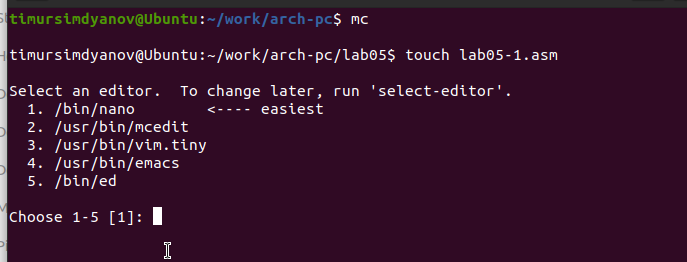 timursimdyanov@Ubuntu:~/work/arch-pc$ mc
timursimdyanov@Ubuntu:~/work/arch-pc/lab05$ touch lab05-1.asm
Select an editor.  To change later, run 'select-editor'.
  1. /bin/nano        <---- easiest
  2. /usr/bin/mcedit
  3. /usr/bin/vim.tiny
  4. /usr/bin/emacs
  5. /bin/ed
Choose 1-5 [1]: